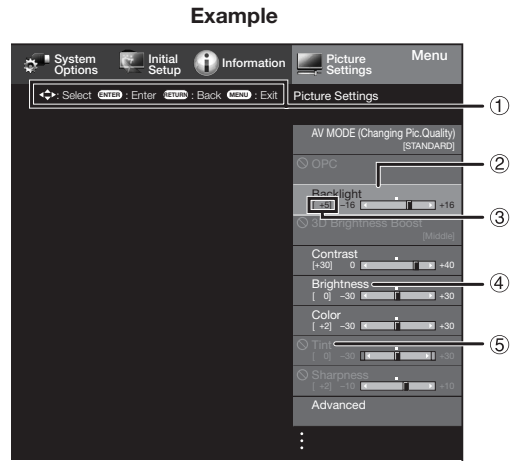 Example
System Options
Initial Setup
Information
Picture Settings
Menu
: Select ENTER : Enter RETURN : Back MENU : Exit
Picture Settings
①
AV MODE (Changing Pic.Quality)
[STANDARD]
OPC
②
Backlight
[ +5] –16 +16
③
3D Brightness Boost
[Middle]
Contrast
[+30] 0 +40
Brightness
④
[ 0] –30 +30
Color
[ +2] –30 +30
Tint
⑤
[ 0] –30 +30
Sharpness
[ +2] –10 +10
Advanced